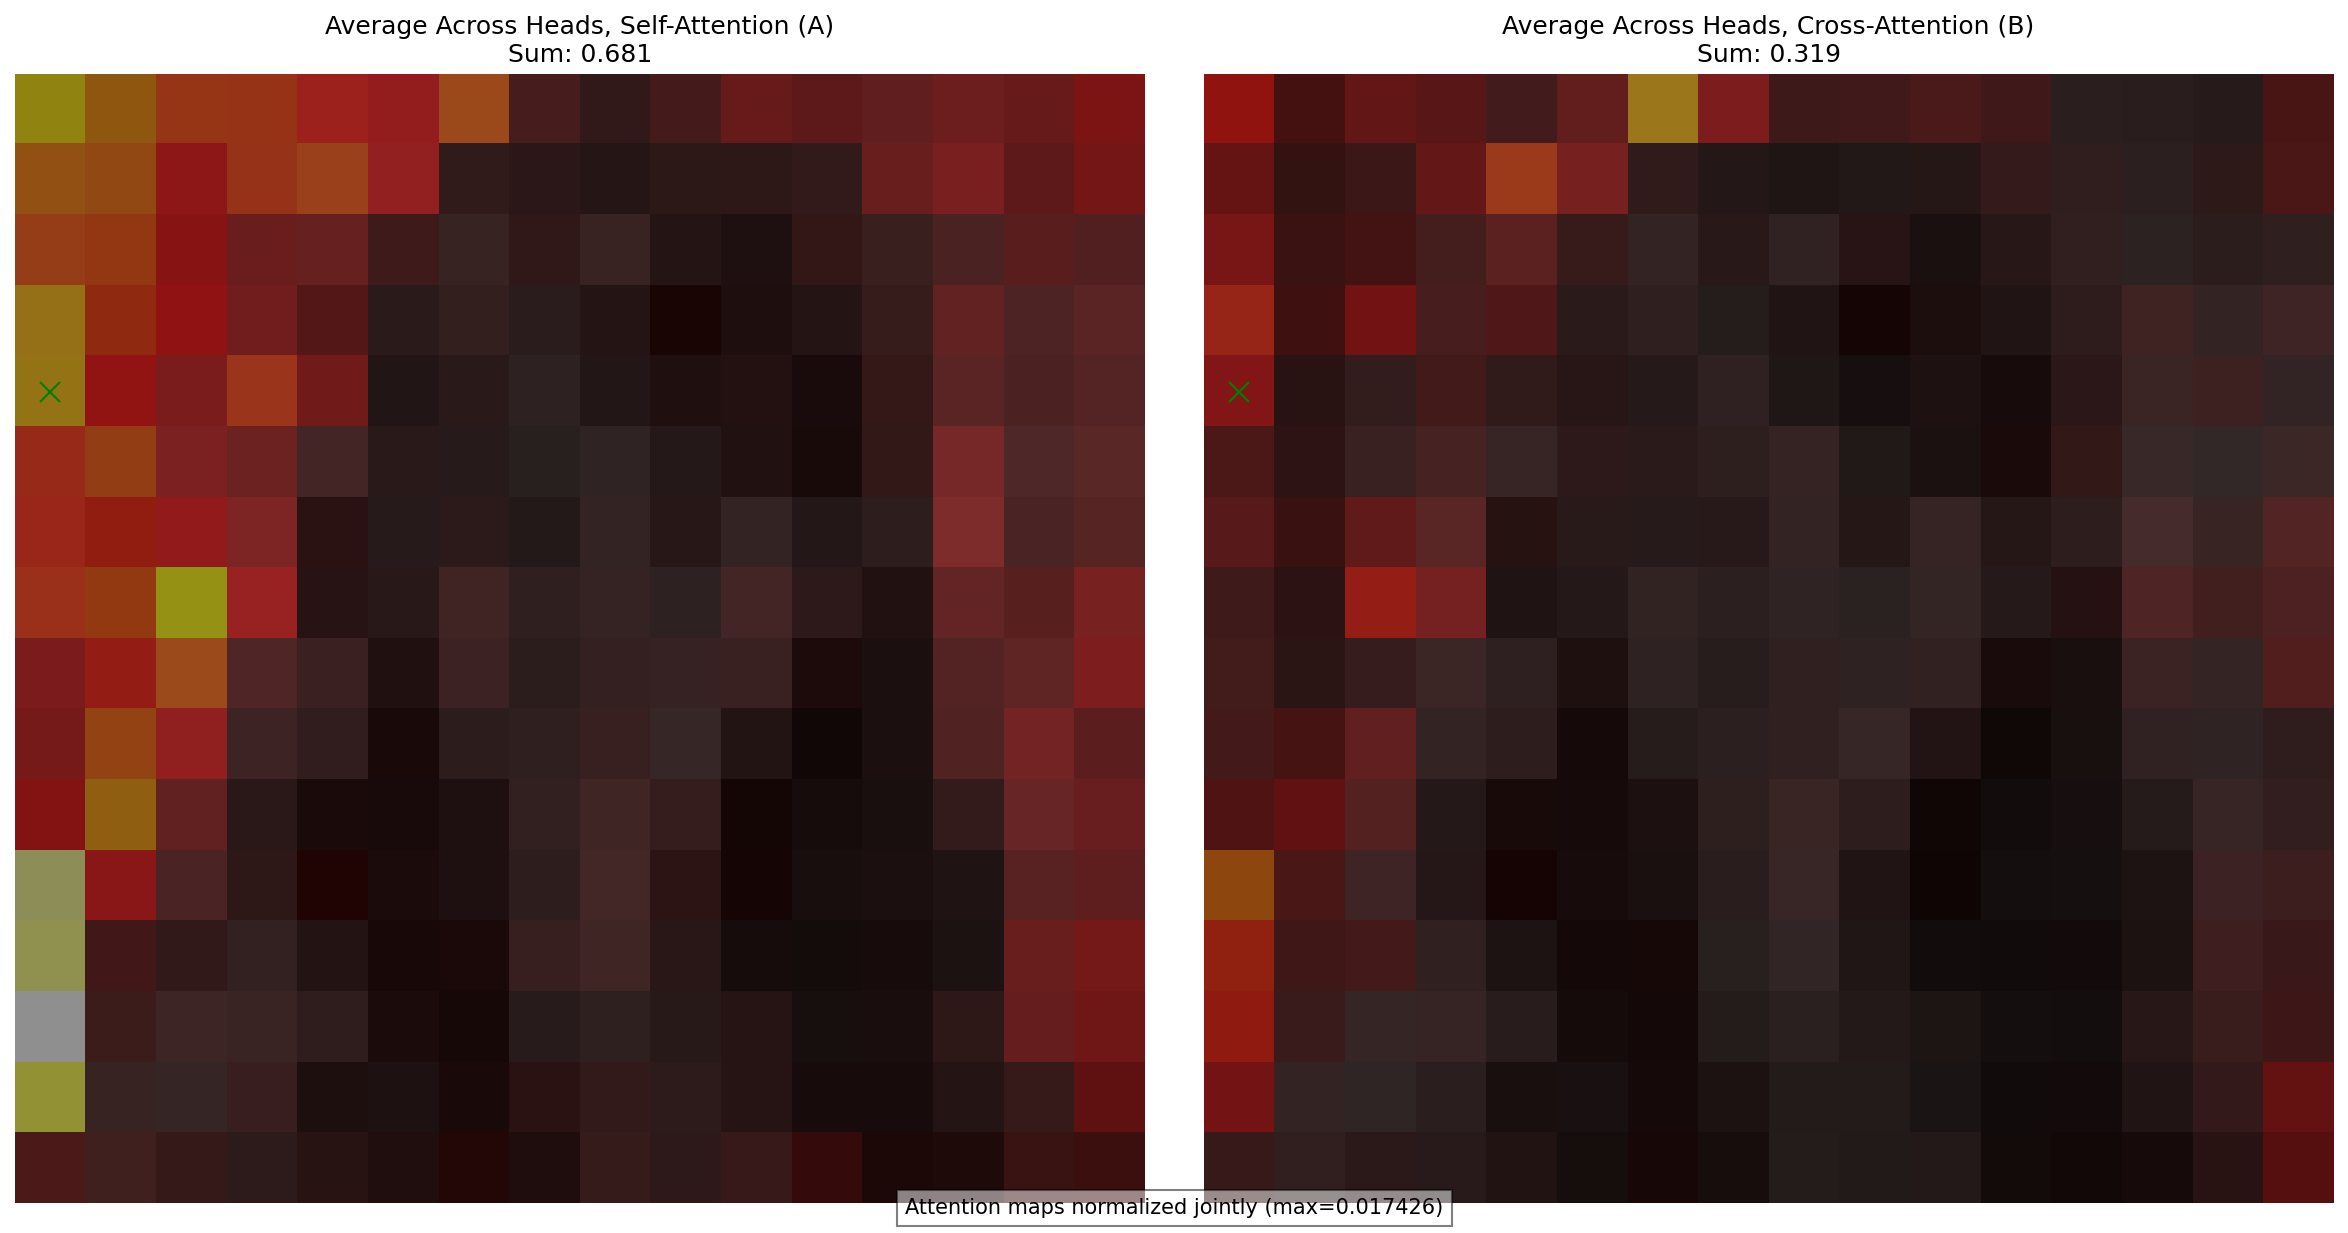 Average Across Heads, Self-Attention (A)
Sum: 0.681
Average Across Heads, Cross-Attention (B)
Sum: 0.319
Attention maps normalized jointly (max=0.017426)